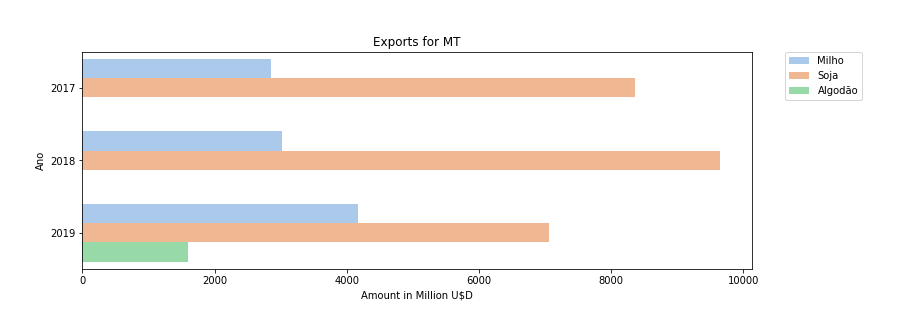 Exports for MT
Milho
Soja
Algodão
Ano
2017
2018
2019
0 2000 4000 6000 8000 10000
Amount in Million U$D